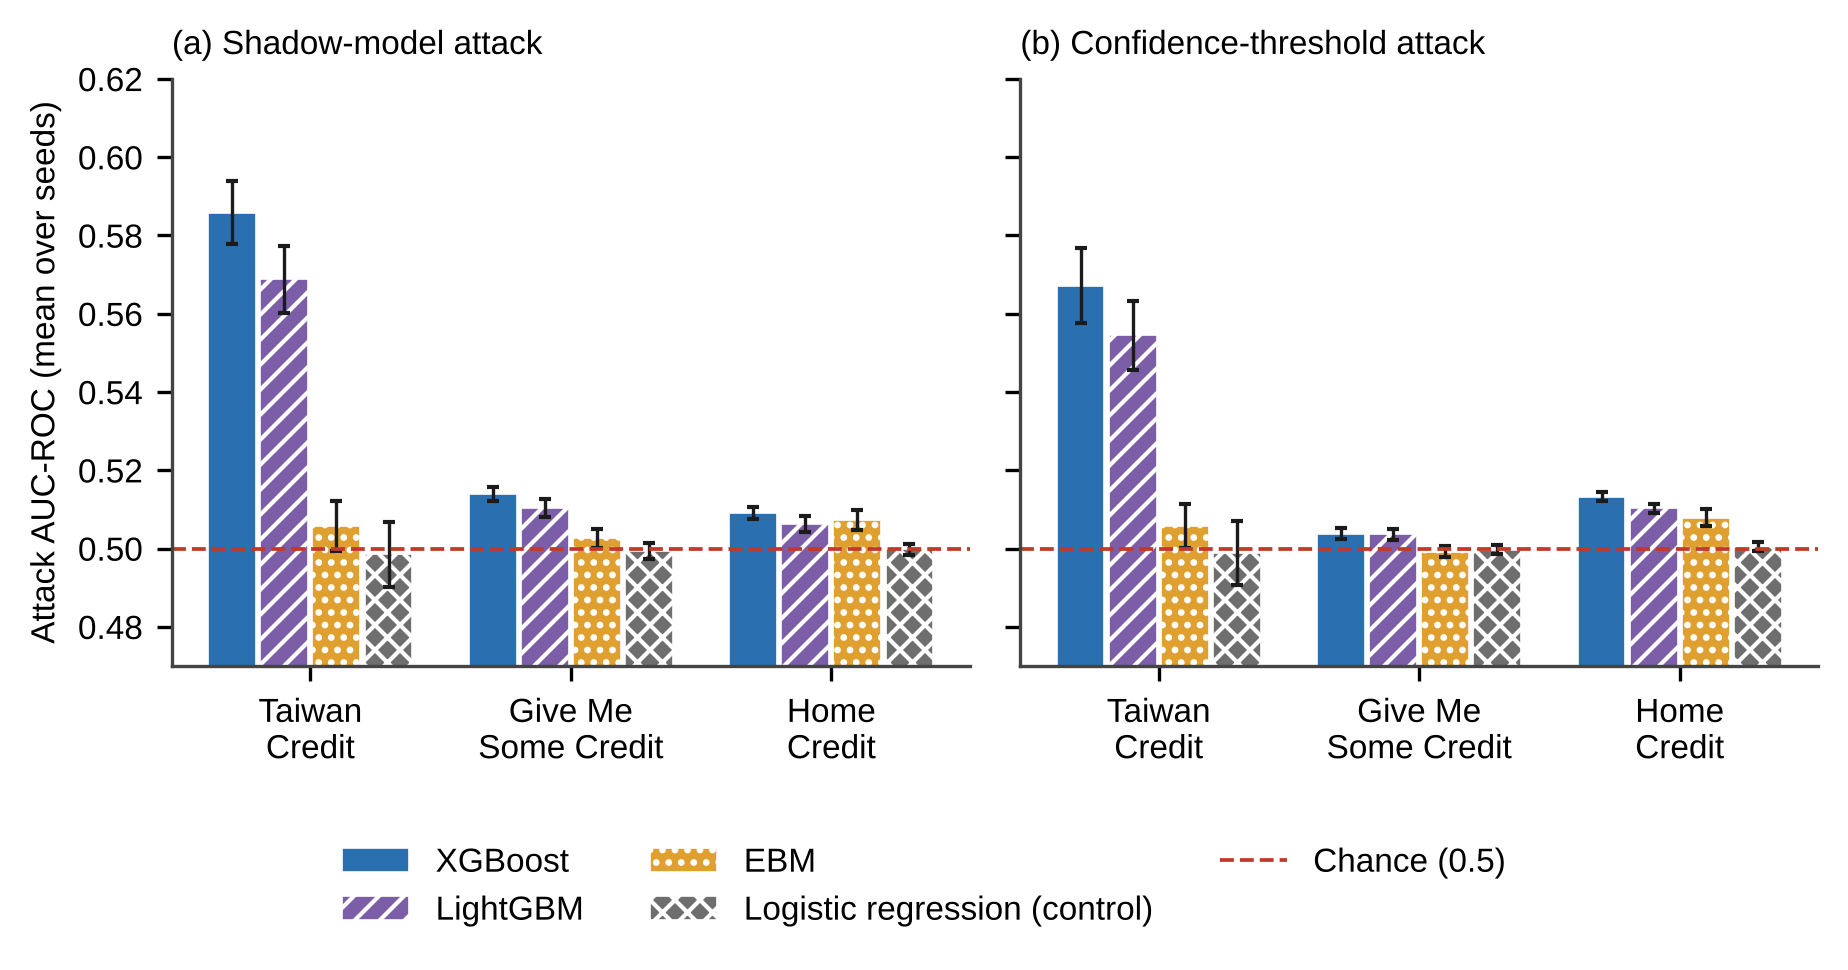 (a) Shadow-model attack
(b) Confidence-threshold attack
Attack AUC-ROC (mean over seeds)
0.62
0.60
0.58
0.56
0.54
0.52
0.50
0.48
Taiwan
Credit
Give Me
Some Credit
Home
Credit
Taiwan
Credit
Give Me
Some Credit
Home
Credit
XGBoost
LightGBM
EBM
Logistic regression (control)
Chance (0.5)